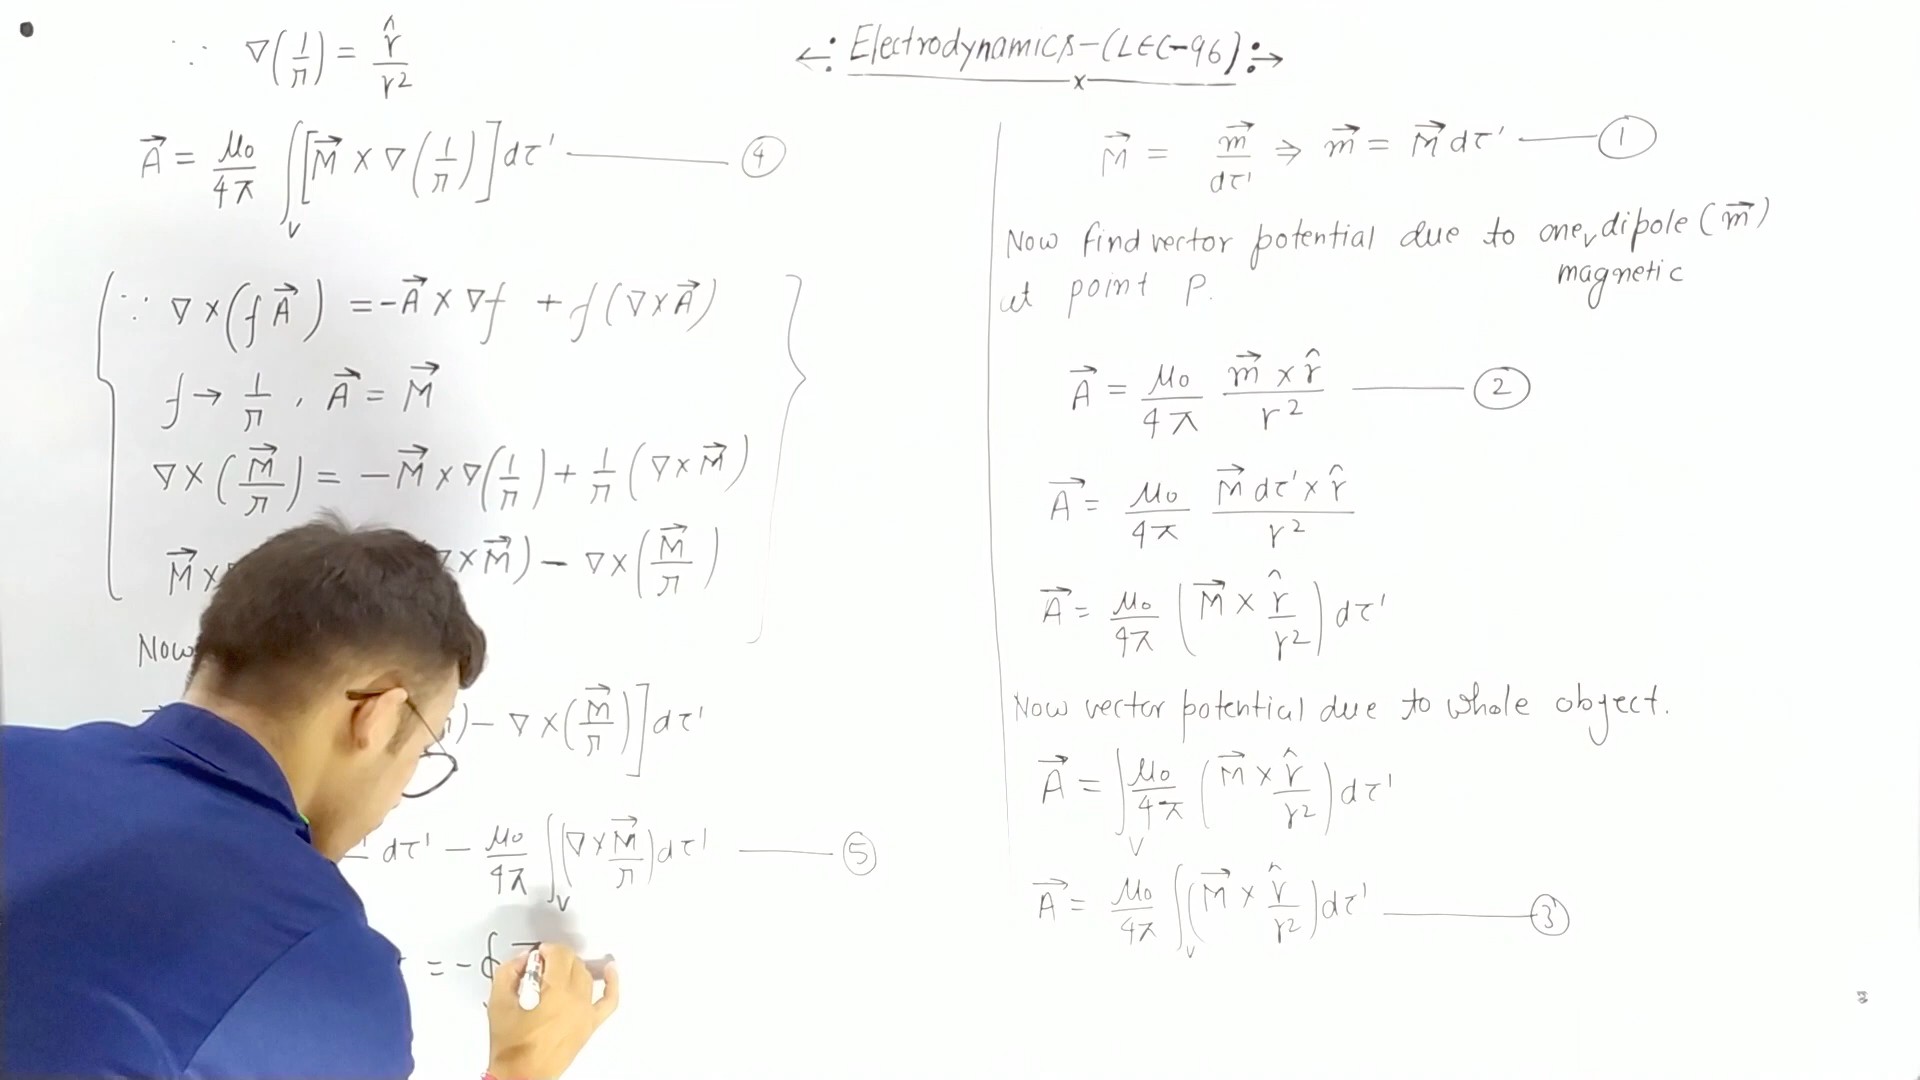 ←: Electrodynamics-(LEC-96) :→
x
∵ ∇(1/r) = r̂/r²
A⃗ = μ₀/4π ∫_V [M⃗ × ∇(1/r)] dτ' —— ④
∵ ∇×(f A⃗) = -A⃗ × ∇f + f(∇×A⃗)
f → 1/r , A⃗ = M⃗
∇×(M⃗/r) = -M⃗×∇(1/r) + 1/r (∇×M⃗)
M⃗× ×M⃗) - ∇×(M⃗/r)
Now
) - ∇×(M⃗/r)] dτ'
dτ' - μ₀/4π ∫_V (∇×M⃗/r) dτ' —— ⑤
= -∮
M⃗ = m⃗/dτ' ⇒ m⃗ = M⃗ dτ' —— ①
Now find vector potential due to one, dipole (m⃗)
magnetic
at point P.
A⃗ = μ₀/4π m⃗ × r̂/r² —— ②
A⃗ = μ₀/4π M⃗ dτ' × r̂/r²
A⃗ = μ₀/4π (M⃗ × r̂/r²) dτ'
Now vector potential due to whole object.
A⃗ = ∫_V μ₀/4π (M⃗ × r̂/r²) dτ'
A⃗ = μ₀/4π ∫_V (M⃗ × r̂/r²) dτ' —— ③